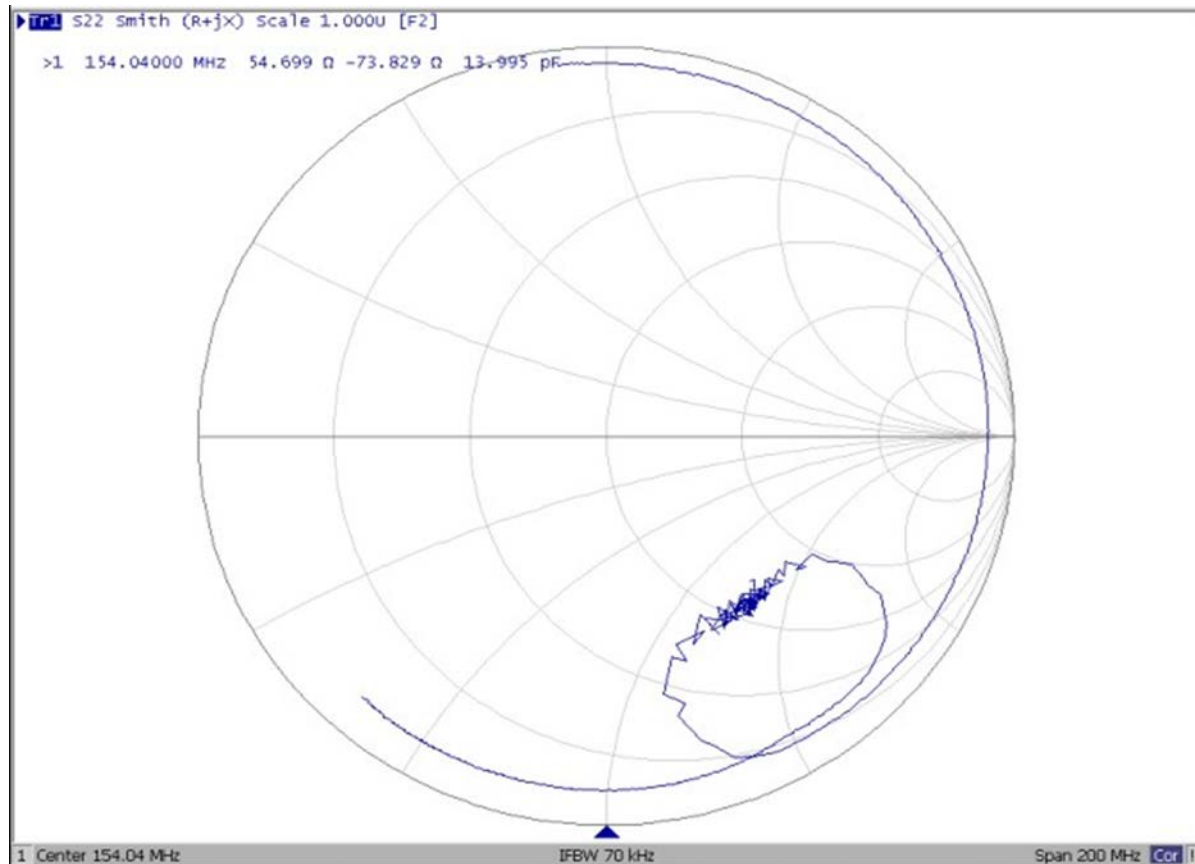 Tr1 S22 Smith (R+jX) Scale 1.000U [F2]
>1 154.04000 MHz 54.699 Ω -73.829 Ω 13.995 pF
1
1 Center 154.04 MHz IFBW 70 kHz Span 200 MHz Cor